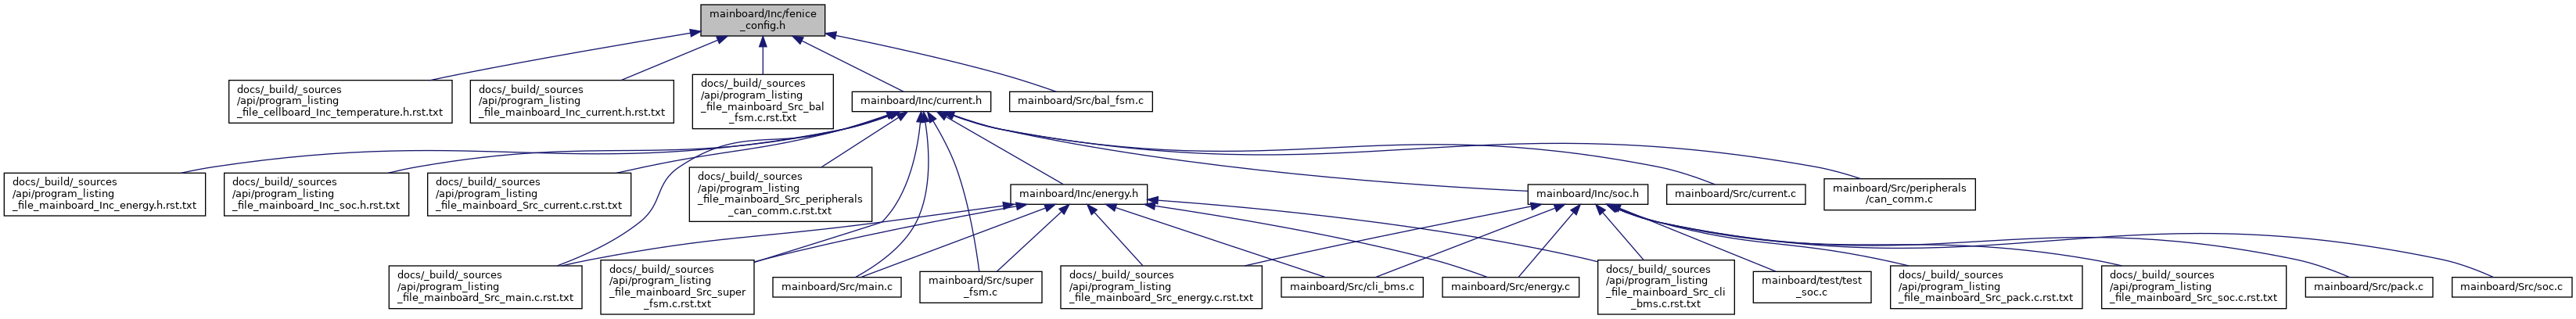 mainboard/Inc/fenice
_config.h
docs/_build/_sources
/api/program_listing
_file_cellboard_Inc_temperature.h.rst.txt
docs/_build/_sources
/api/program_listing
_file_mainboard_Inc_current.h.rst.txt
docs/_build/_sources
/api/program_listing
_file_mainboard_Src_bal
_fsm.c.rst.txt
mainboard/Inc/current.h
mainboard/Src/bal_fsm.c
docs/_build/_sources
/api/program_listing
_file_mainboard_Inc_energy.h.rst.txt
docs/_build/_sources
/api/program_listing
_file_mainboard_Inc_soc.h.rst.txt
docs/_build/_sources
/api/program_listing
_file_mainboard_Src_current.c.rst.txt
docs/_build/_sources
/api/program_listing
_file_mainboard_Src_peripherals
_can_comm.c.rst.txt
mainboard/Inc/energy.h
mainboard/Inc/soc.h
mainboard/Src/current.c
mainboard/Src/peripherals
/can_comm.c
docs/_build/_sources
/api/program_listing
_file_mainboard_Src_main.c.rst.txt
docs/_build/_sources
/api/program_listing
_file_mainboard_Src_super
_fsm.c.rst.txt
mainboard/Src/main.c
mainboard/Src/super
_fsm.c
docs/_build/_sources
/api/program_listing
_file_mainboard_Src_energy.c.rst.txt
mainboard/Src/cli_bms.c
mainboard/Src/energy.c
docs/_build/_sources
/api/program_listing
_file_mainboard_Src_cli
_bms.c.rst.txt
mainboard/test/test
_soc.c
docs/_build/_sources
/api/program_listing
_file_mainboard_Src_pack.c.rst.txt
docs/_build/_sources
/api/program_listing
_file_mainboard_Src_soc.c.rst.txt
mainboard/Src/pack.c
mainboard/Src/soc.c